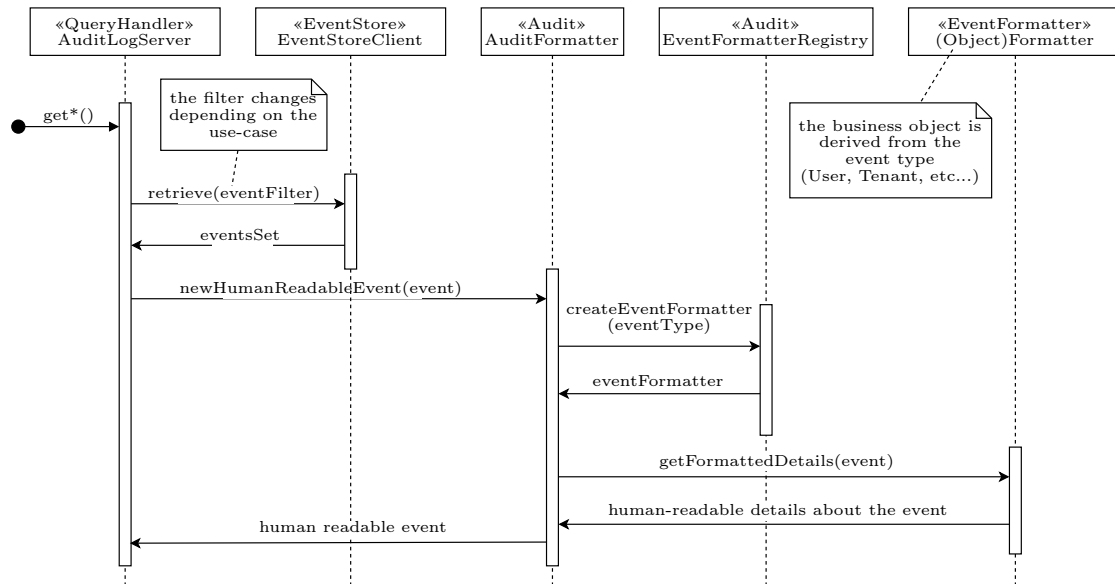 «QueryHandler»
AuditLogServer
«EventStore»
EventStoreClient
«Audit»
AuditFormatter
«Audit»
EventFormatterRegistry
«EventFormatter»
(Object)Formatter
the filter changes
depending on the
use-case
get*()
the business object is
derived from the
event type
(User, Tenant, etc...)
retrieve(eventFilter)
eventsSet
newHumanReadableEvent(event)
createEventFormatter
(eventType)
eventFormatter
getFormattedDetails(event)
human-readable details about the event
human readable event